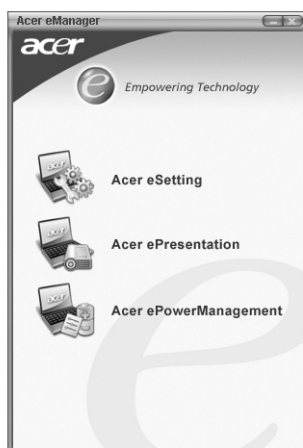 Acer eManager
acer
e Empowering Technology
Acer eSetting
Acer ePresentation
Acer ePowerManagement